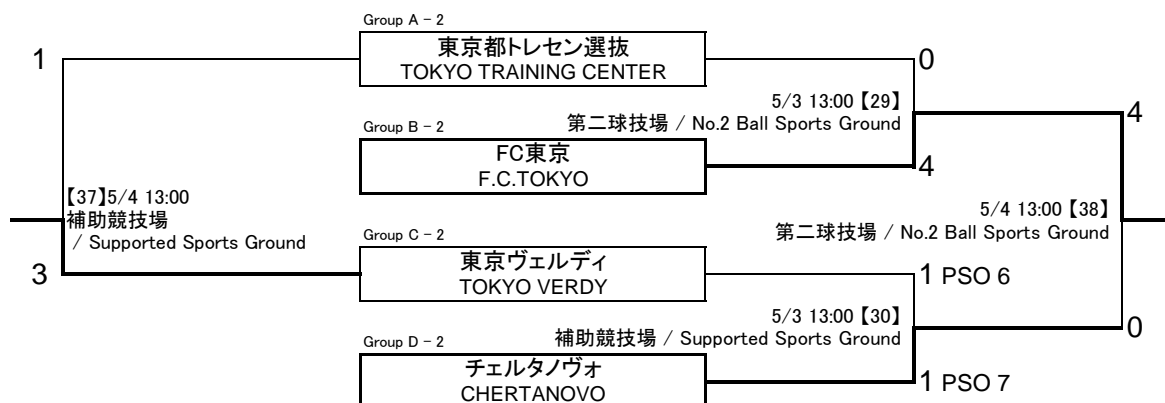 Group A - 2
1
東京都トレセン選抜
TOKYO TRAINING CENTER
0
5/3 13:00【29】
第二球技場 / No.2 Ball Sports Ground
4
Group B - 2
FC東京
F.C.TOKYO
4
【37】5/4 13:00
補助競技場
/ Supported Sports Ground
5/4 13:00【38】
第二球技場 / No.2 Ball Sports Ground
Group C - 2
3
東京ヴェルディ
TOKYO VERDY
1 PSO 6
5/3 13:00【30】
補助競技場 / Supported Sports Ground
0
Group D - 2
チェルタノヴォ
CHERTANOVO
1 PSO 7